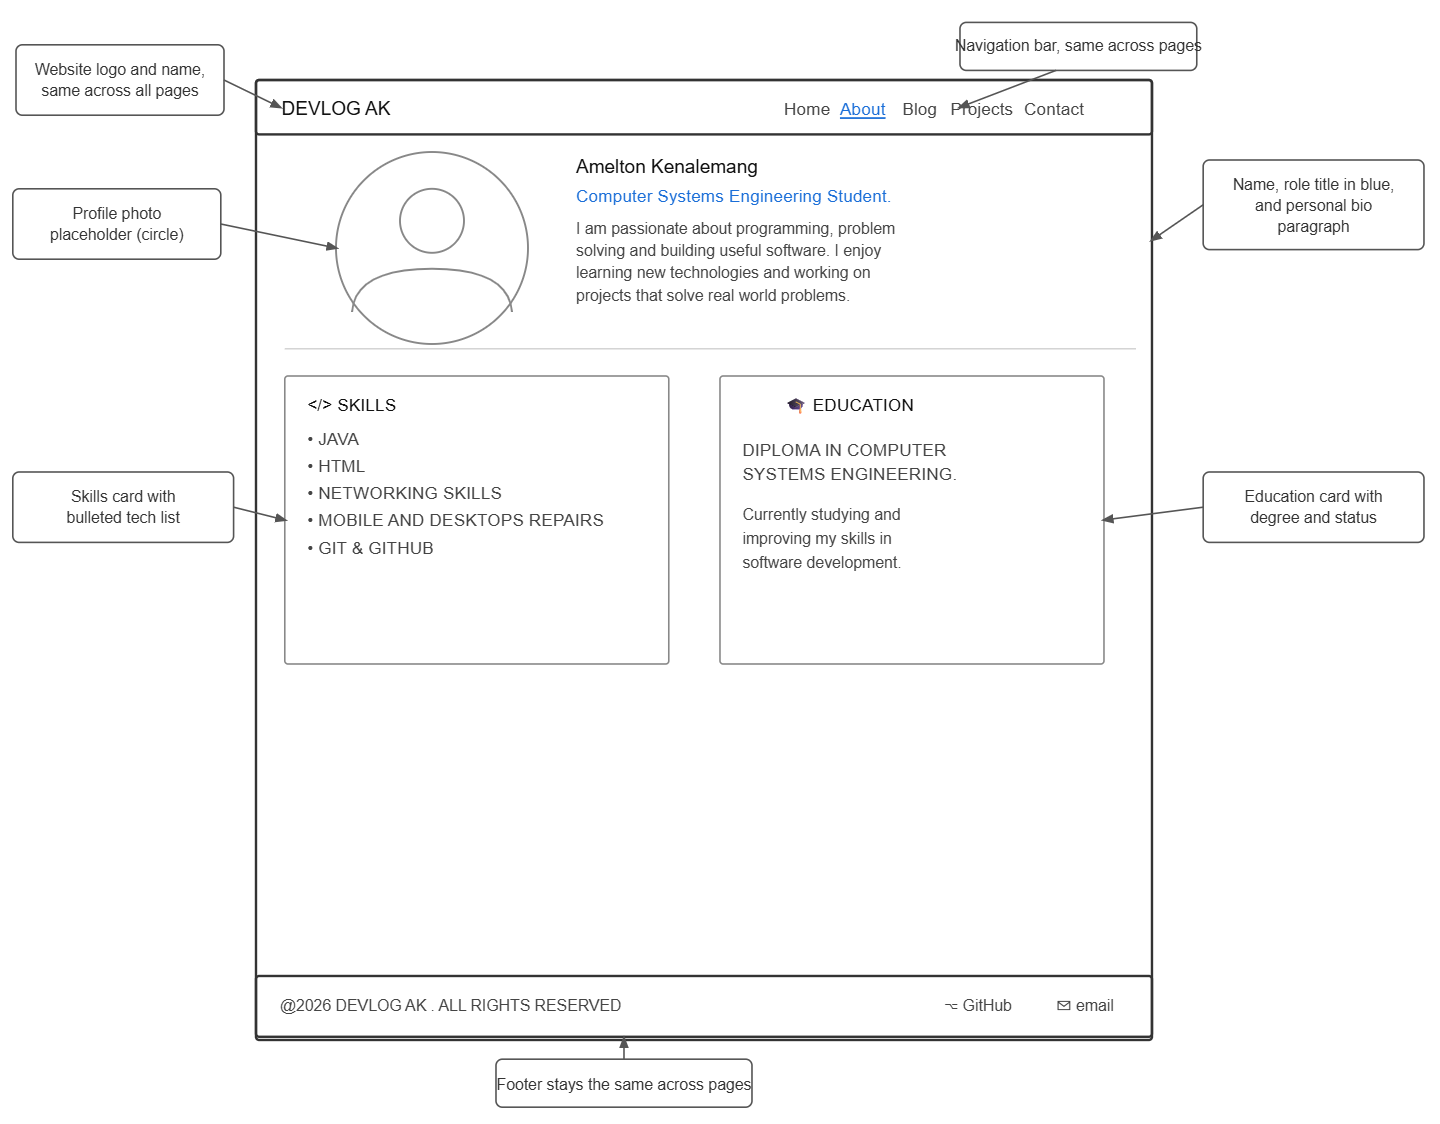 Navigation bar, same across pages
Website logo and name,
same across all pages
DEVLOG AK
Home About Blog Projects Contact
Profile photo
placeholder (circle)
Amelton Kenalemang
Computer Systems Engineering Student.
I am passionate about programming, problem
solving and building useful software. I enjoy
learning new technologies and working on
projects that solve real world problems.
Name, role title in blue,
and personal bio
paragraph
Skills card with
bulleted tech list
</> SKILLS
• JAVA
• HTML
• NETWORKING SKILLS
• MOBILE AND DESKTOPS REPAIRS
• GIT & GITHUB
🎓 EDUCATION
DIPLOMA IN COMPUTER
SYSTEMS ENGINEERING.
Currently studying and
improving my skills in
software development.
Education card with
degree and status
@2026 DEVLOG AK . ALL RIGHTS RESERVED
⌥ GitHub
✉ email
Footer stays the same across pages